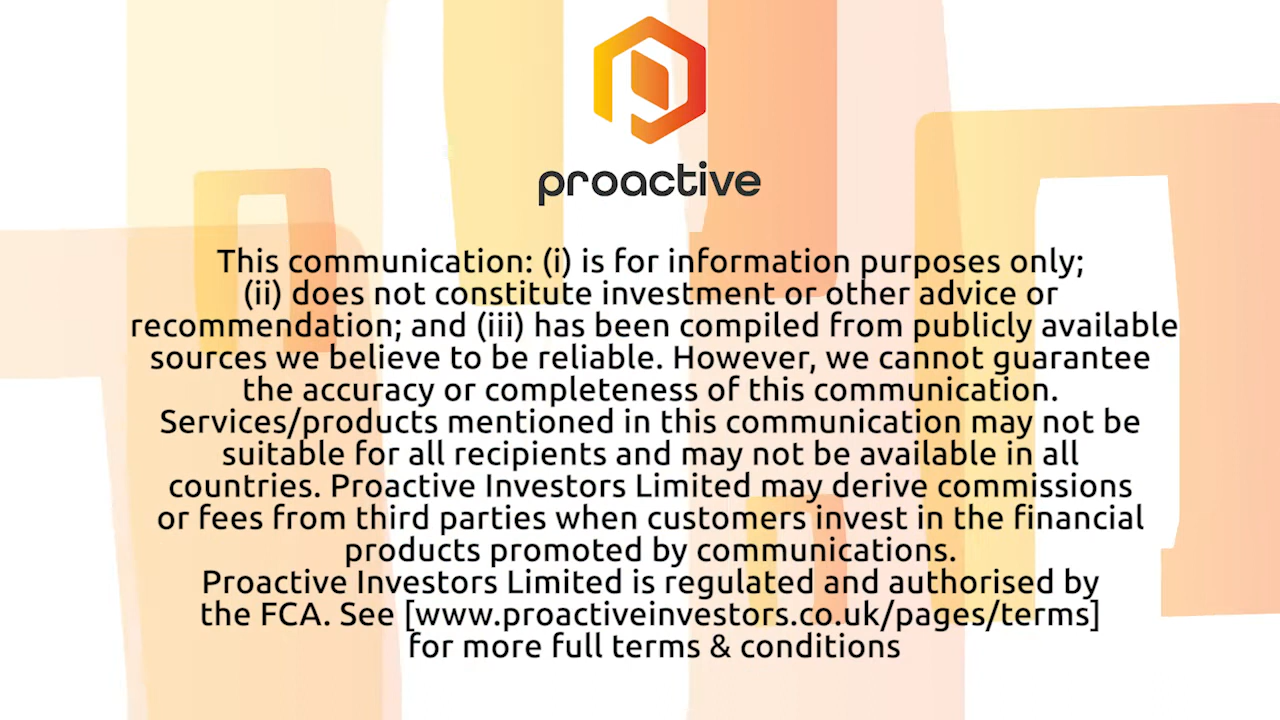 proactive
This communication: (i) is for information purposes only;
(ii) does not constitute investment or other advice or
recommendation; and (iii) has been compiled from publicly available
sources we believe to be reliable. However, we cannot guarantee
the accuracy or completeness of this communication.
Services/products mentioned in this communication may not be
suitable for all recipients and may not be available in all
countries. Proactive Investors Limited may derive commissions
or fees from third parties when customers invest in the financial
products promoted by communications.
Proactive Investors Limited is regulated and authorised by
the FCA. See [www.proactiveinvestors.co.uk/pages/terms]
for more full terms & conditions